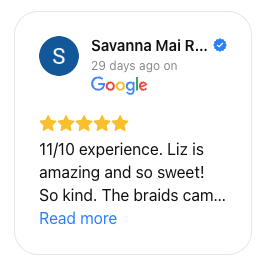 S
Savanna Mai R...
29 days ago on
Google
11/10 experience. Liz is
amazing and so sweet!
So kind. The braids cam...
Read more